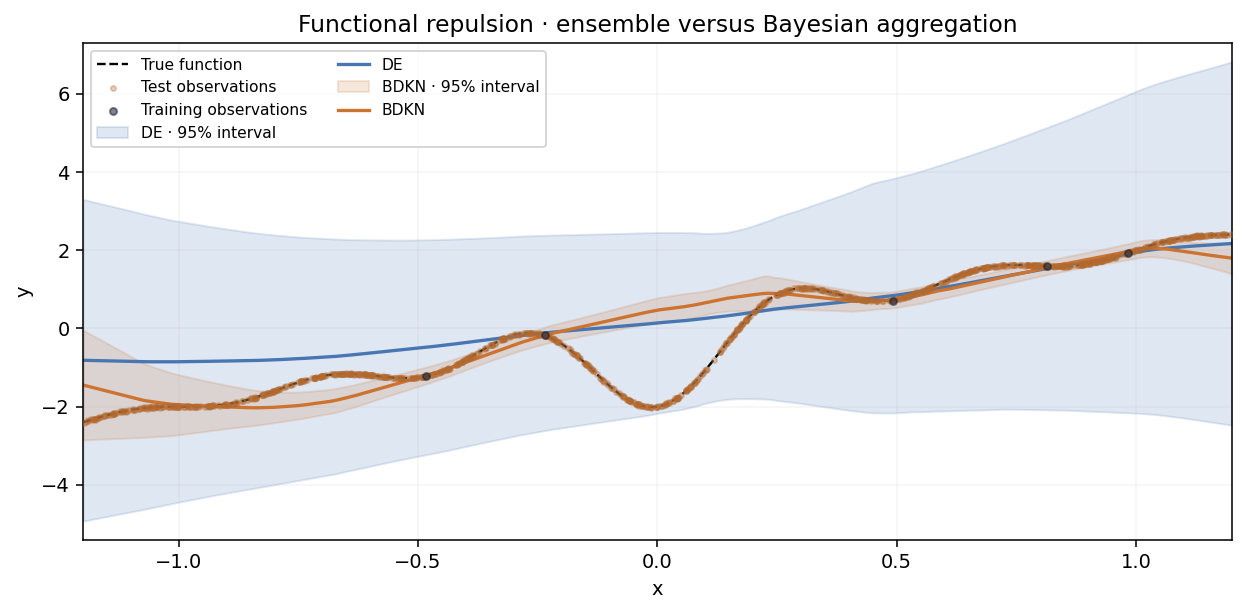 Functional repulsion · ensemble versus Bayesian aggregation
True function
Test observations
Training observations
DE · 95% interval
DE
BDKN · 95% interval
BDKN
y
6
4
2
0
−2
−4
−1.0
−0.5
0.0
0.5
1.0
x